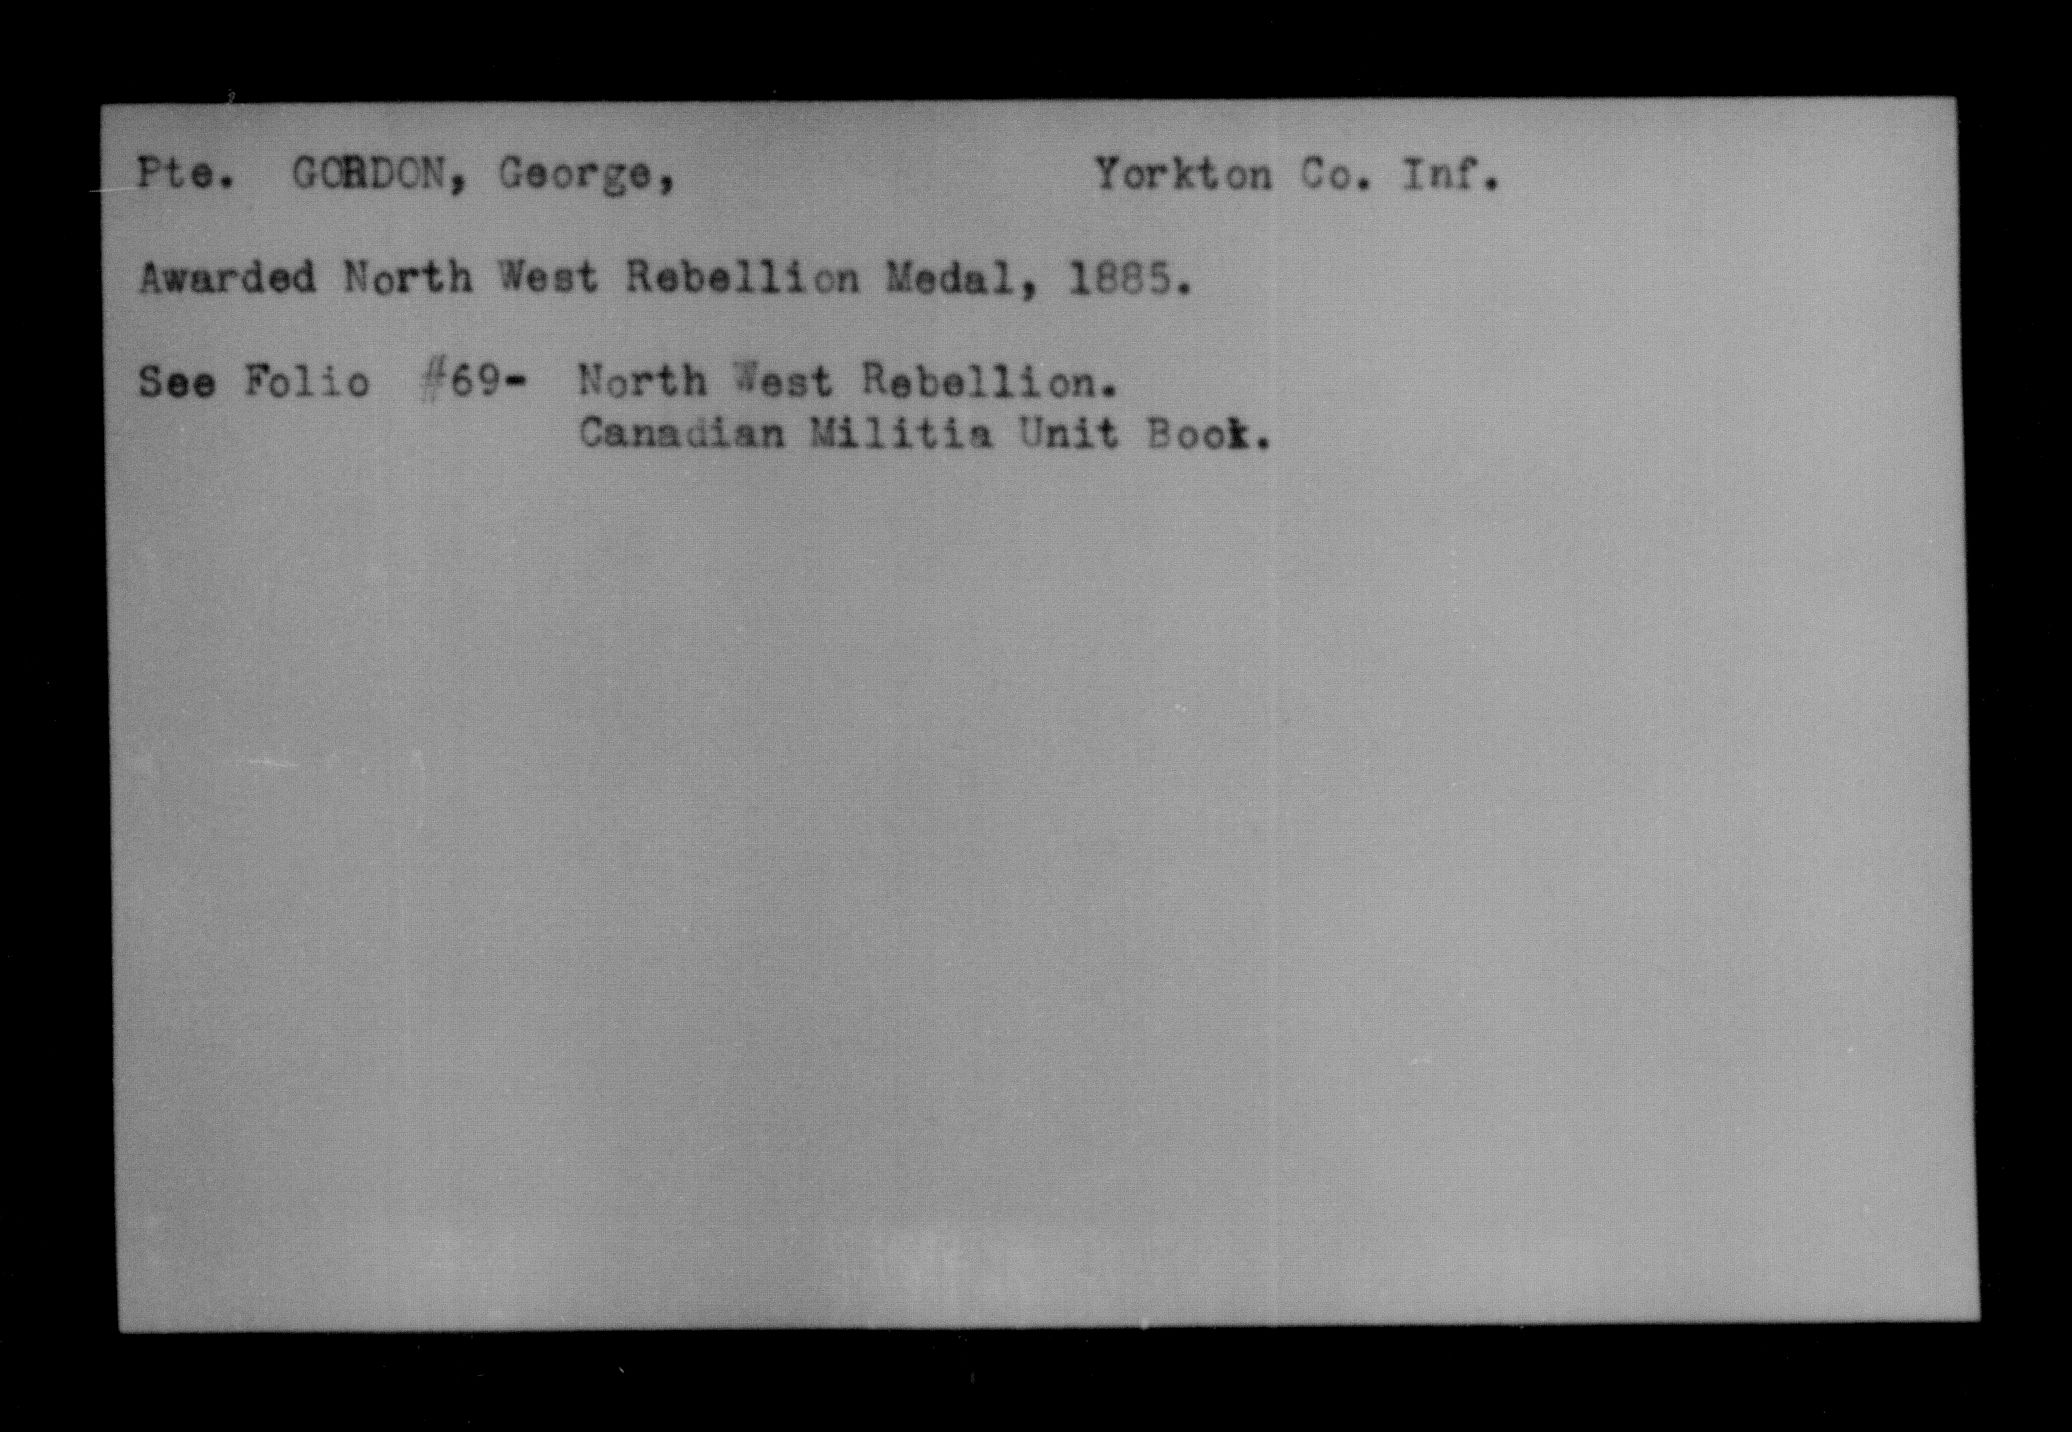 Pte. GORDON, George, Yorkton Co. Inf.
Awarded North West Rebellion Medal, 1885.
See Folio #69- North West Rebellion.
Canadian Militia Unit Book.